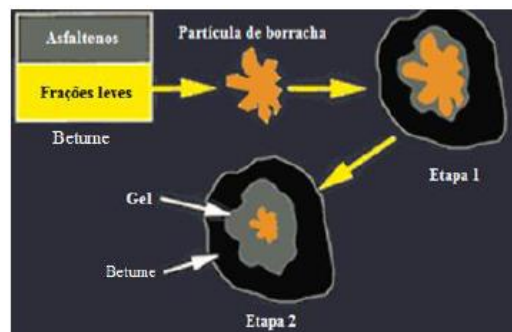 Asfaltenos
Frações leves
Betume
Partícula de borracha
Etapa 1
Gel
Betume
Etapa 2